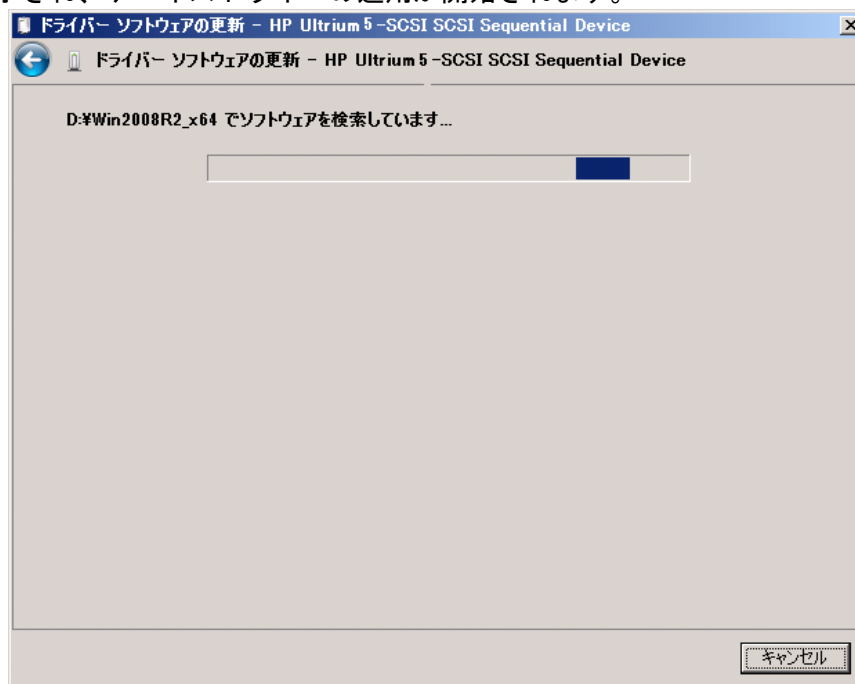 ドライバー ソフトウェアの更新 - HP Ultrium 5-SCSI SCSI Sequential Device
ドライバー ソフトウェアの更新 - HP Ultrium 5-SCSI SCSI Sequential Device
D:¥Win2008R2_x64 でソフトウェアを検索しています...
キャンセル